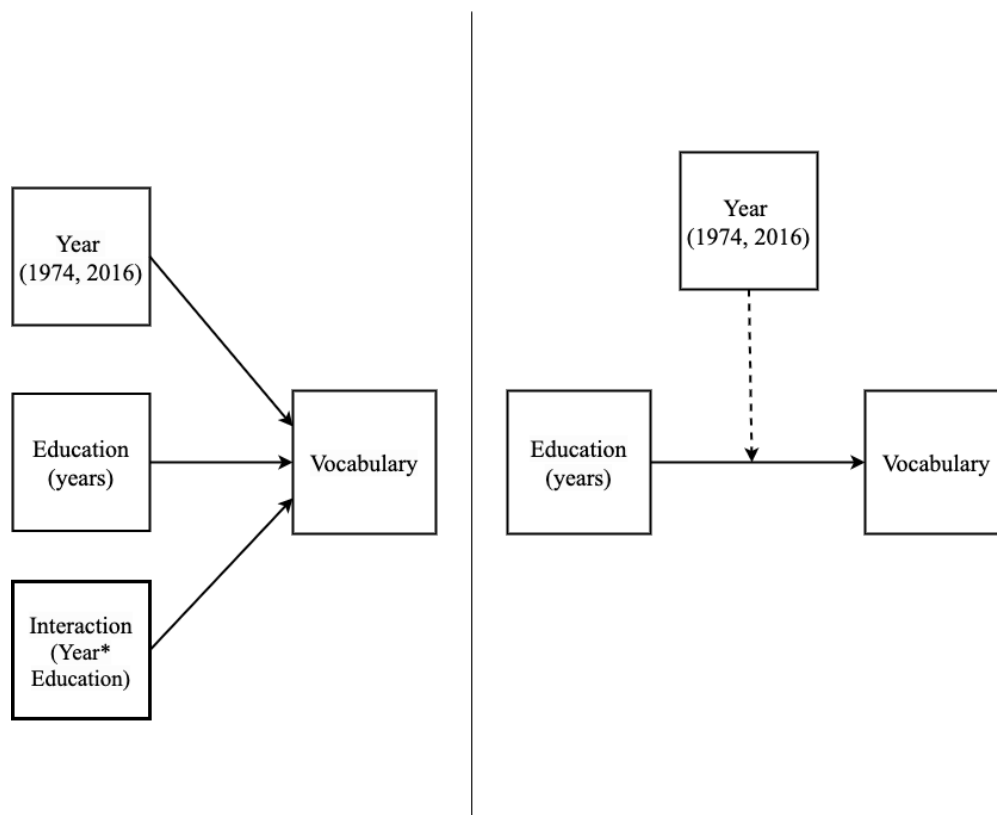 Year
(1974, 2016)
Education
(years)
Interaction
(Year*
Education)
Vocabulary
Year
(1974, 2016)
Education
(years)
Vocabulary